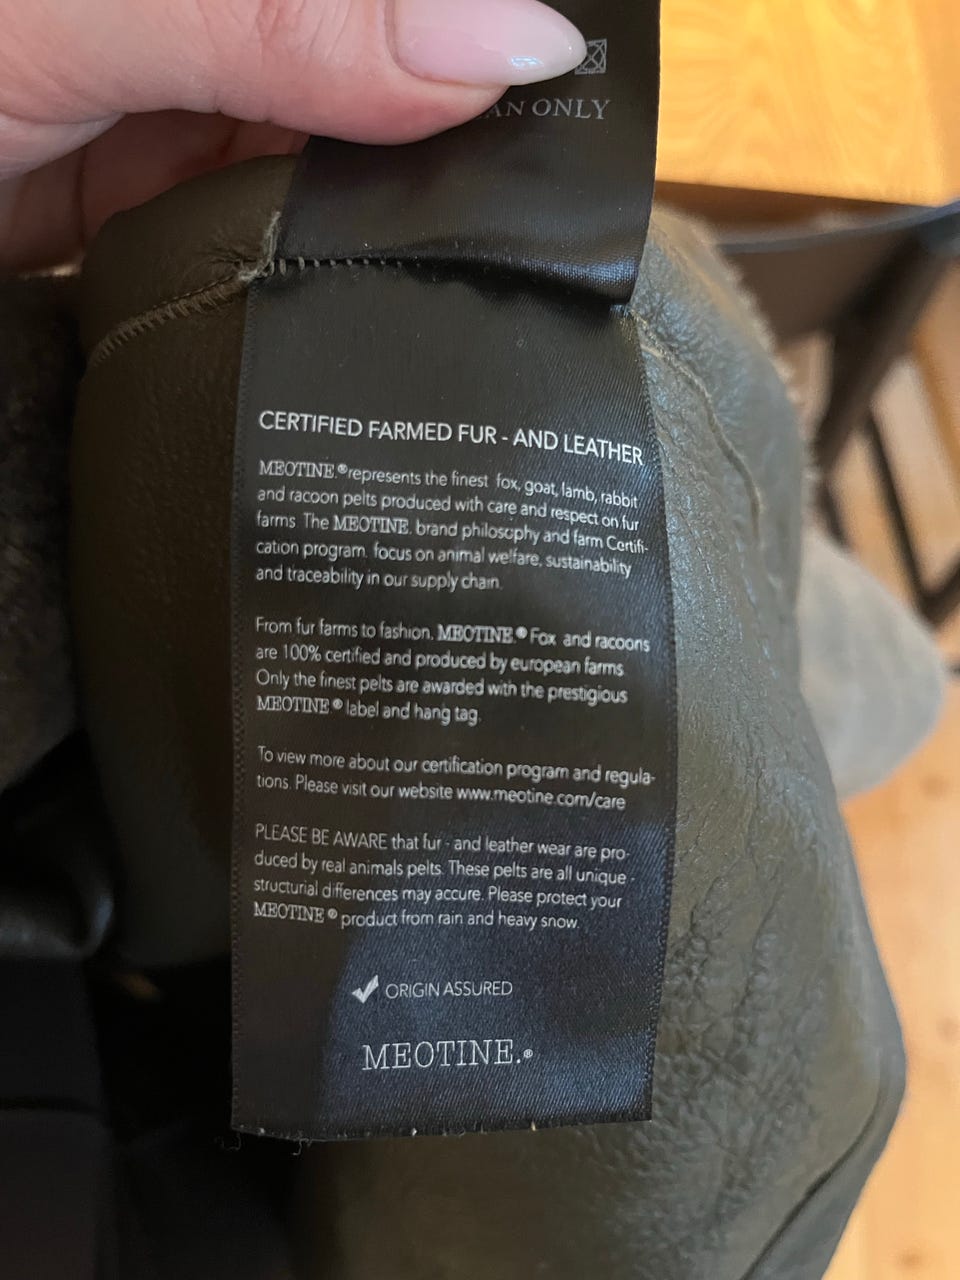 ONLY
CERTIFIED FARMED FUR - AND LEATHER
MEOTINE.® represents the finest fox, goat, lamb, rabbit
and racoon pelts produced with care and respect on fur
farms. The MEOTINE. brand philosophy and farm Certifi-
cation program. focus on animal welfare, sustainability
and traceability in our supply chain.
From fur farms to fashion. MEOTINE.® Fox and racoons
are 100% certified and produced by european farms.
Only the finest pelts are awarded with the prestigious
MEOTINE ® label and hang tag.
To view more about our certification program and regula-
tions. Please visit our website www.meotine.com/care
PLEASE BE AWARE that fur - and leather wear are pro-
duced by real animals pelts. These pelts are all unique -
structurial differences may accure. Please protect your
MEOTINE ® product from rain and heavy snow.
ORIGIN ASSURED
MEOTINE.®